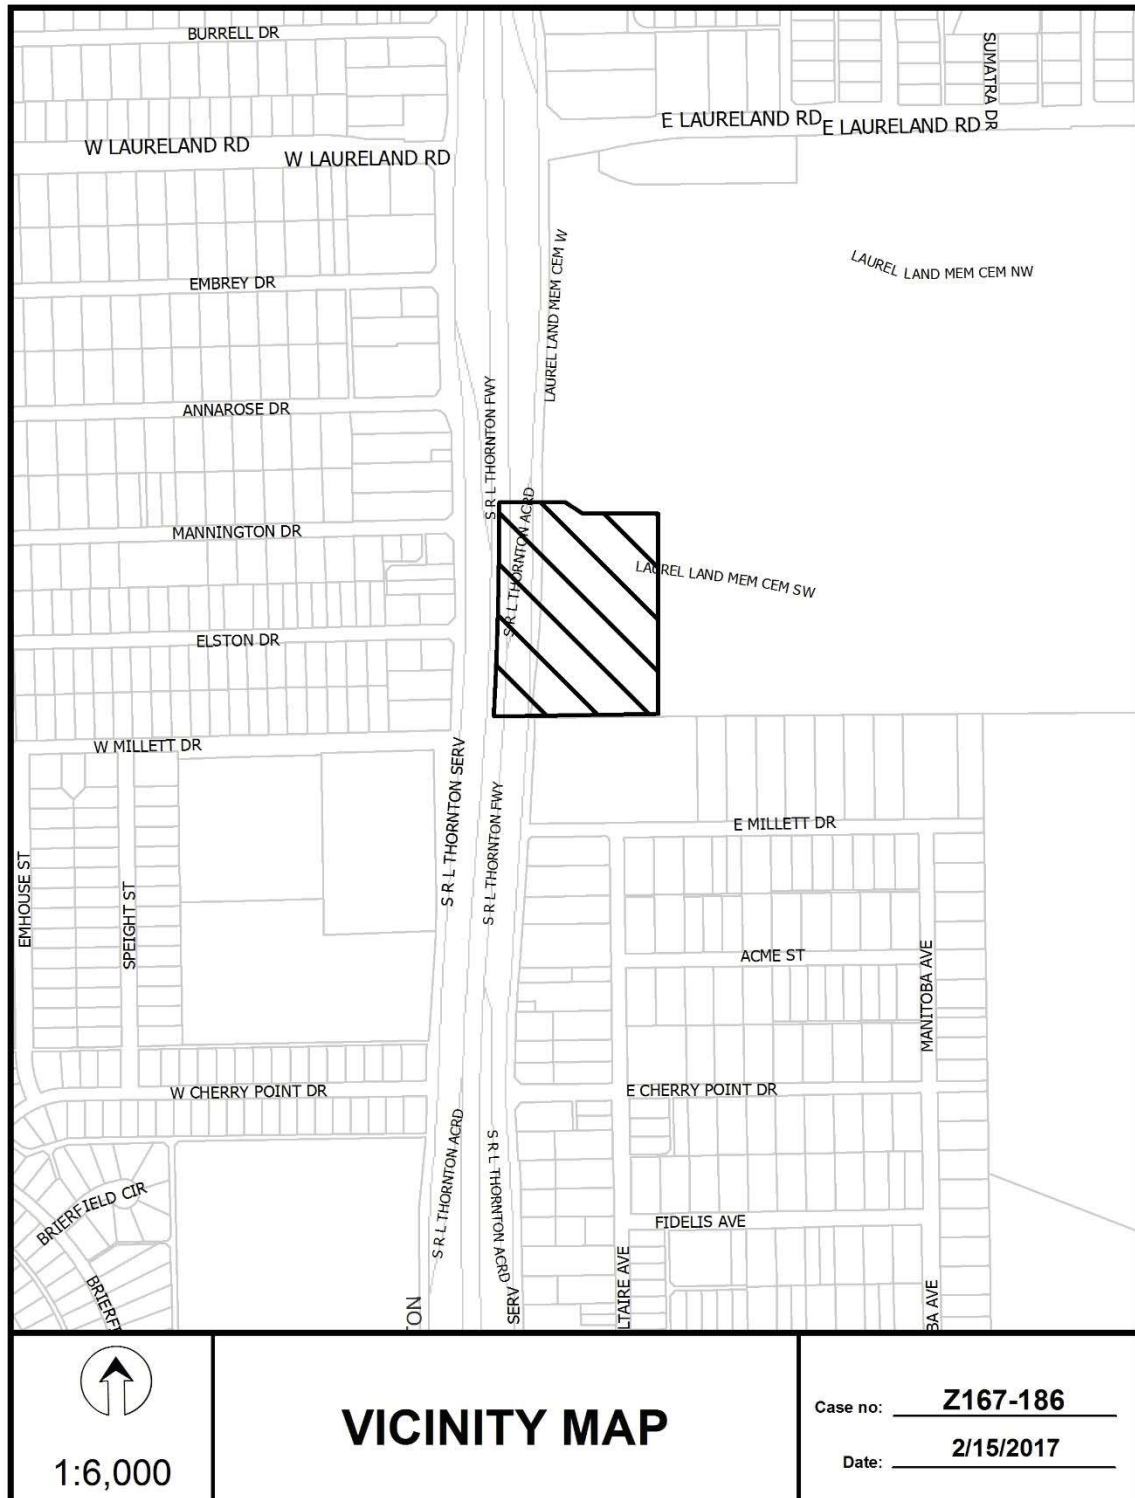 BURRELL DR
SUMATRA DR
E LAURELAND RD
E LAURELAND RD
W LAURELAND RD
W LAURELAND RD
LAUREL LAND MEM CEM W
LAUREL LAND MEM CEM NW
EMBREY DR
ANNAROSE DR
S R L THORNTON FWY
S R L THORNTON ACRD
MANNINGTON DR
LAUREL LAND MEM CEM SW
ELSTON DR
W MILLETT DR
S R L THORNTON SERV
S R L THORNTON FWY
E MILLETT DR
EMHOUSE ST
SPEIGHT ST
ACME ST
MANITOBA AVE
W CHERRY POINT DR
E CHERRY POINT DR
S R L THORNTON ACRD
S R L THORNTON ACRD
BRIERFIELD CIR
FIDELIS AVE
BRIERFI
TON
SERV
LTAIRE AVE
BA AVE
1:6,000
VICINITY MAP
Case no: Z167-186
Date: 2/15/2017